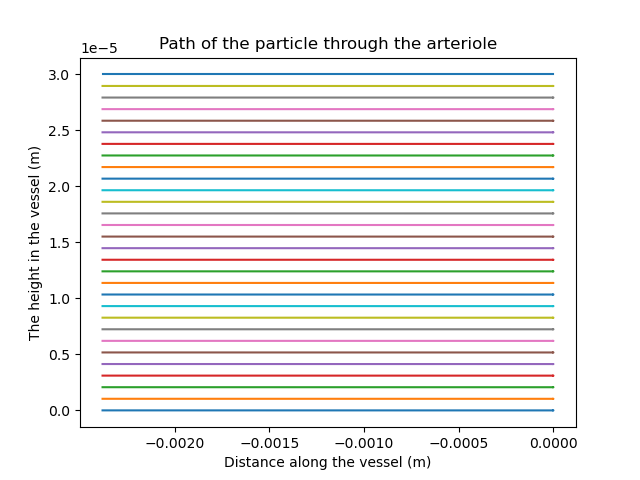 Path of the particle through the arteriole
1e−5
3.0
2.5
2.0
1.5
1.0
0.5
0.0
The height in the vessel (m)
−0.0020 −0.0015 −0.0010 −0.0005 0.0000
Distance along the vessel (m)